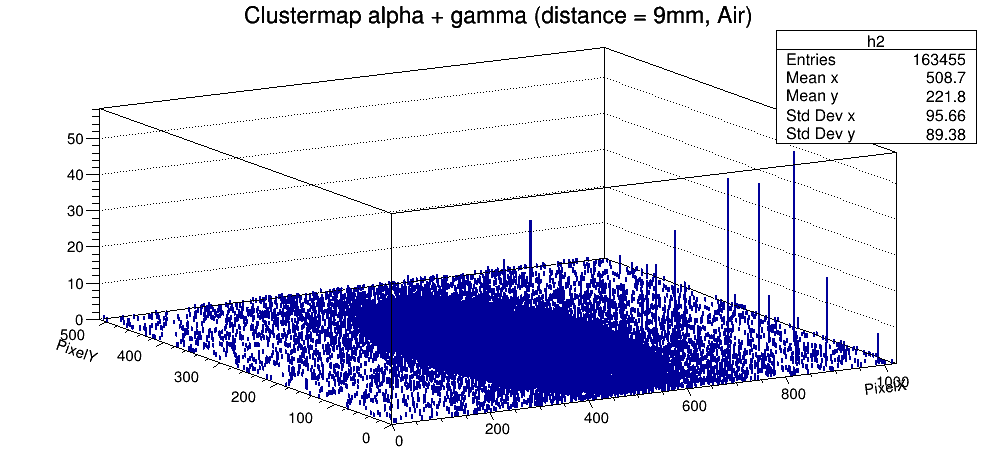 Clustermap alpha + gamma (distance = 9mm, Air)
h2
Entries 163455
Mean x 508.7
Mean y 221.8
Std Dev x 95.66
Std Dev y 89.38
50
40
30
20
10
0
500
PixelY
400
300
200
100
0
0
200
400
600
800
1000
PixelX